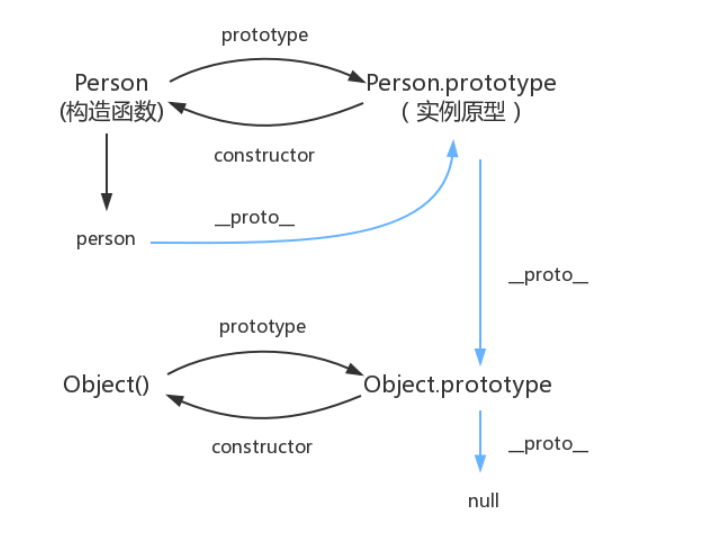 prototype
Person
(构造函数)
Person.prototype
（实例原型）
constructor
__proto__
person
__proto__
prototype
Object()
Object.prototype
constructor
__proto__
null